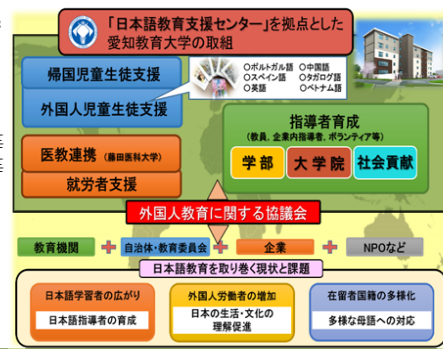 「日本語教育支援センター」を拠点とした
愛知教育大学の取組
帰国児童生徒支援
外国人児童生徒支援
○ポルトガル語 ○中国語
○スペイン語 ○タガログ語
○英語 ○ベトナム語
医教連携 (藤田医科大学)
就労者支援
指導者育成
(教員、企業内指導者、ボランティア等)
学部
大学院
社会貢献
外国人教育に関する協議会
教育機関 + 自治体・教育委員会 + 企業 + NPOなど
日本語教育を取り巻く現状と課題
日本語学習者の広がり
日本語指導者の育成
外国人労働者の増加
日本の生活・文化の
理解促進
在留者国籍の多様化
多様な母語への対応